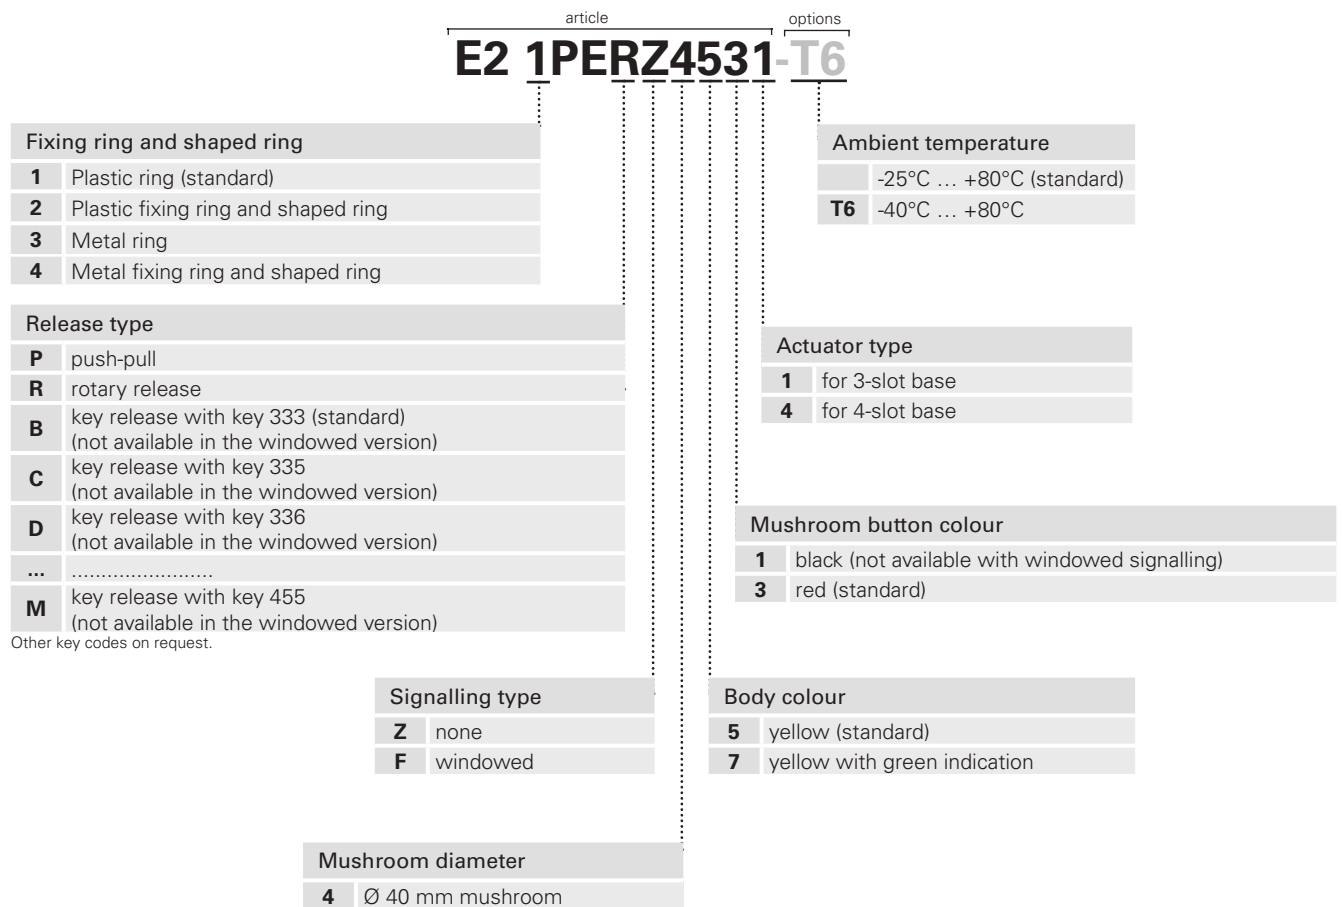 article
options
E2 1PERZ4531-T6
Fixing ring and shaped ring
1 Plastic ring (standard)
2 Plastic fixing ring and shaped ring
3 Metal ring
4 Metal fixing ring and shaped ring
Ambient temperature
-25°C … +80°C (standard)
T6 -40°C … +80°C
Release type
P push-pull
R rotary release
B key release with key 333 (standard)
(not available in the windowed version)
C key release with key 335
(not available in the windowed version)
D key release with key 336
(not available in the windowed version)
... ........................
M key release with key 455
(not available in the windowed version)
Other key codes on request.
Actuator type
1 for 3-slot base
4 for 4-slot base
Mushroom button colour
1 black (not available with windowed signalling)
3 red (standard)
Signalling type
Z none
F windowed
Body colour
5 yellow (standard)
7 yellow with green indication
Mushroom diameter
4 Ø 40 mm mushroom